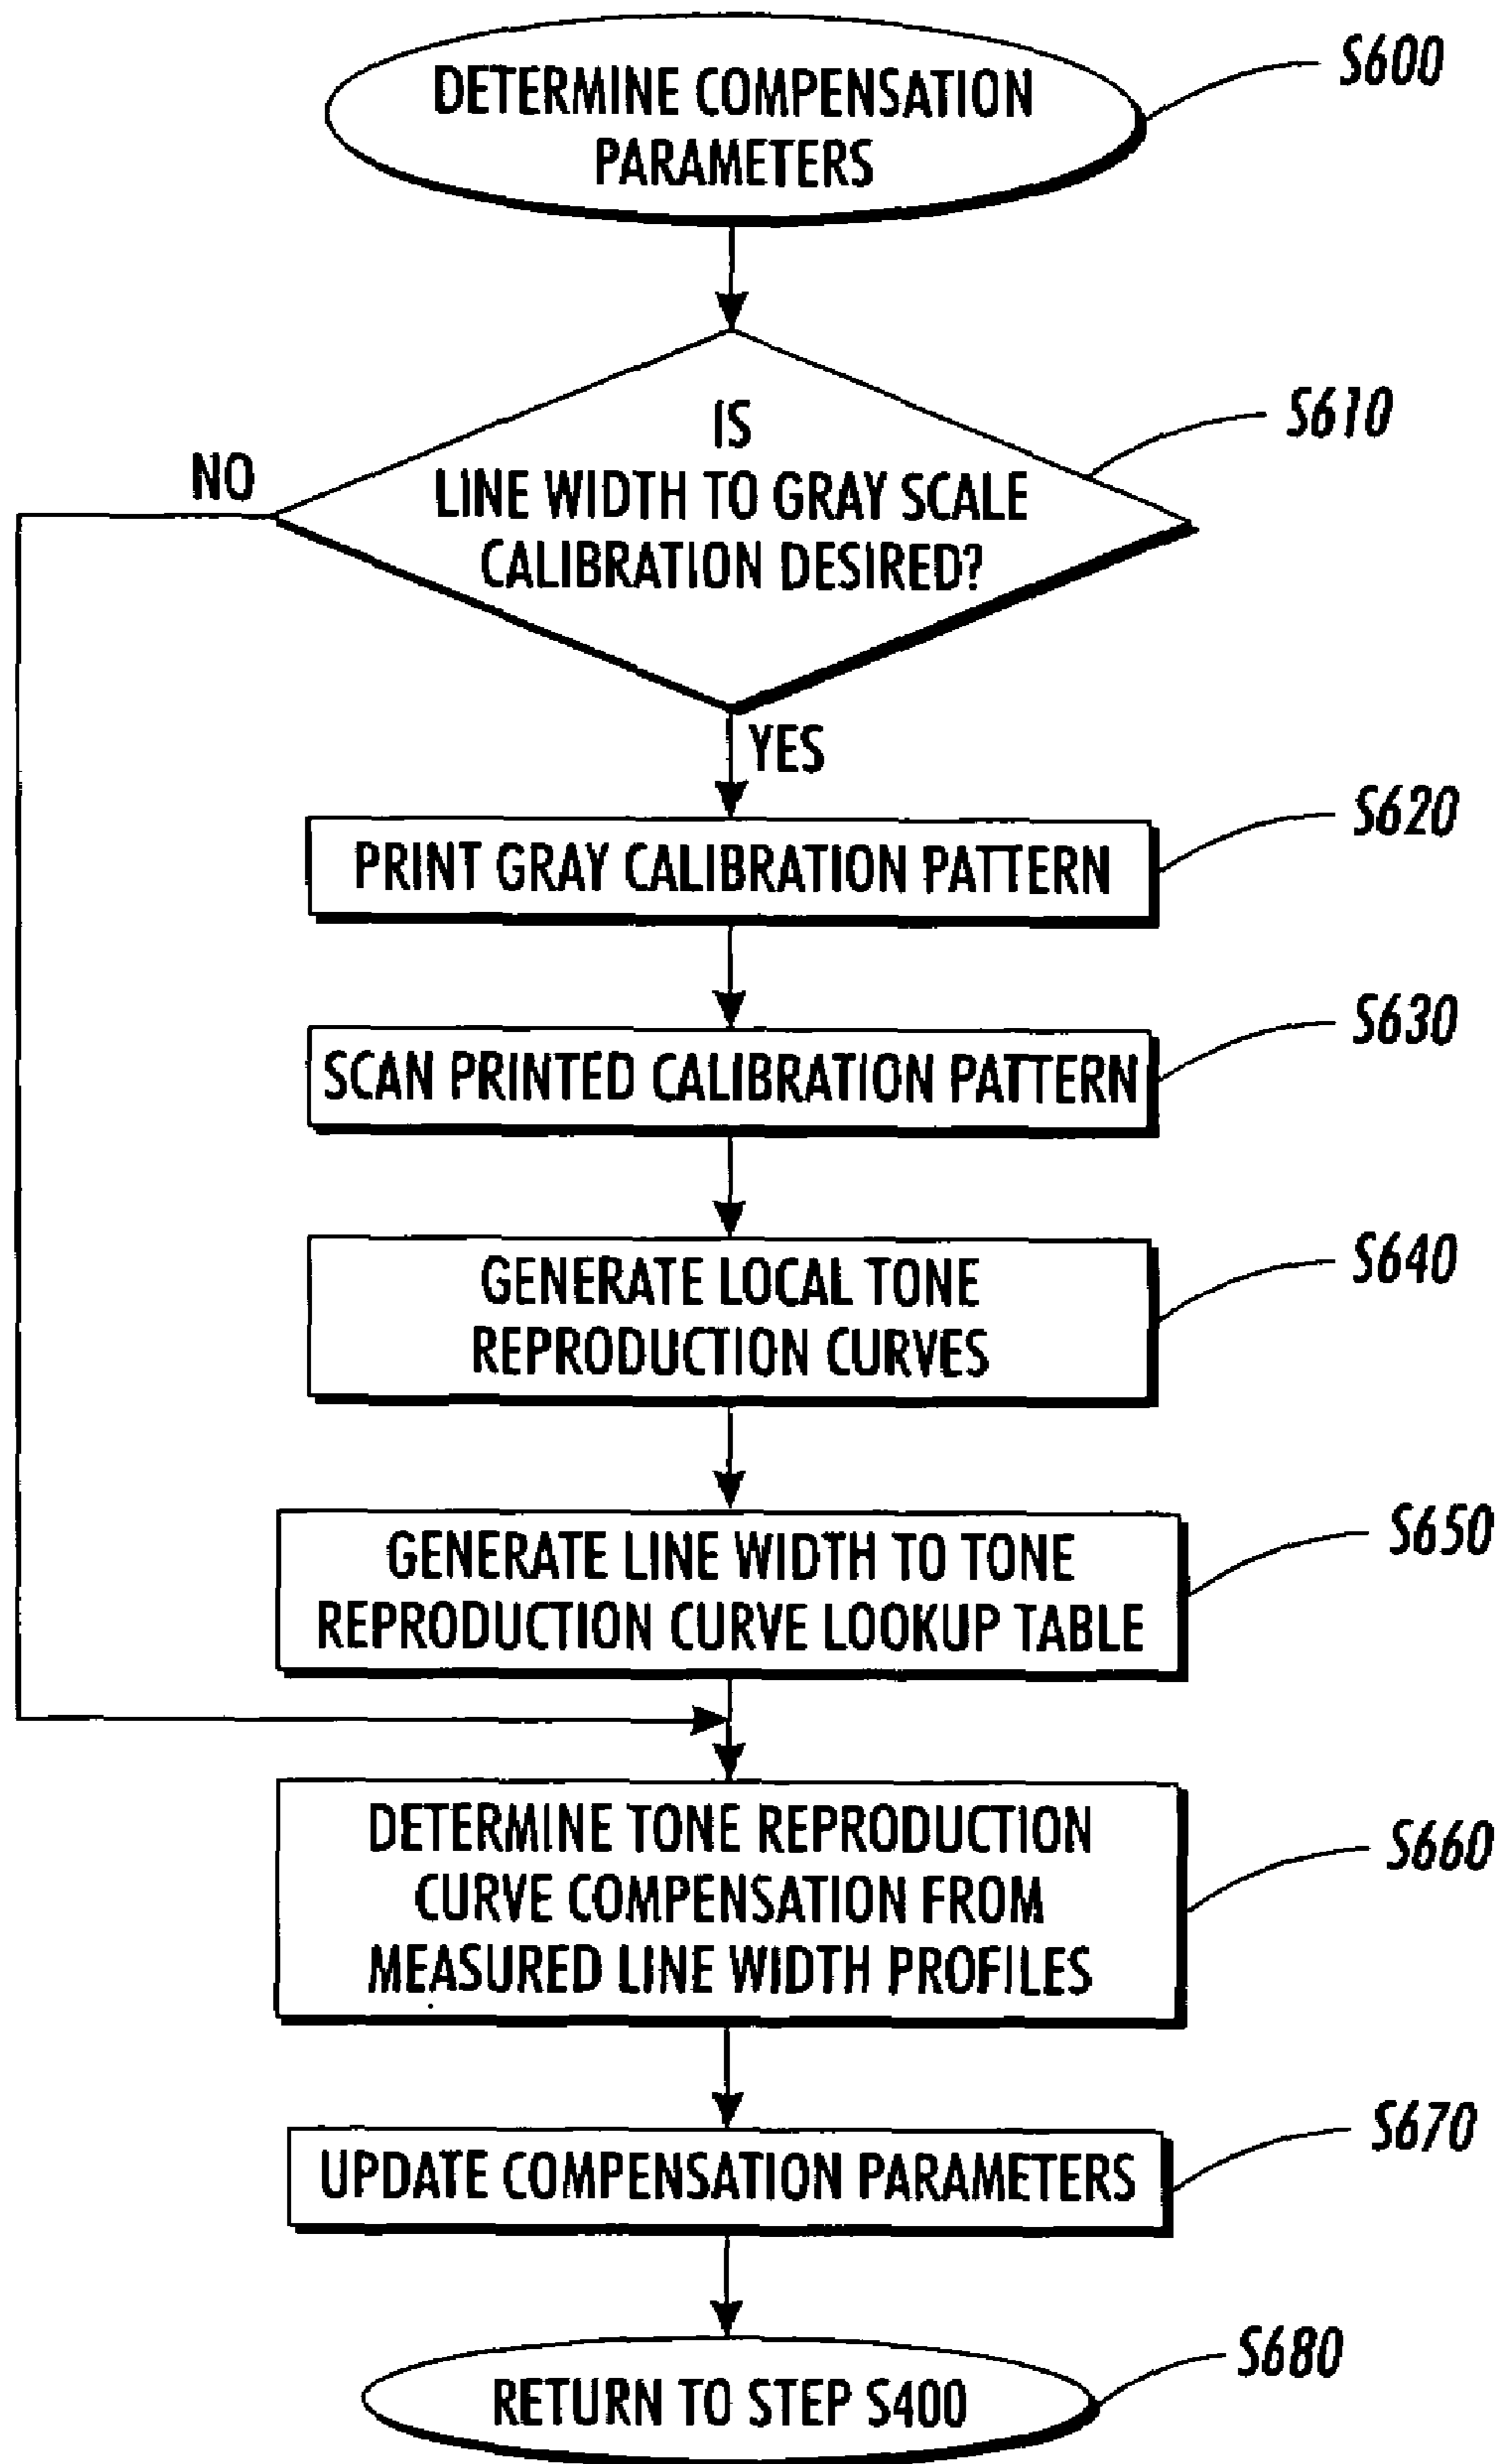 DETERMINE COMPENSATION
PARAMETERS
S600
IS
LINE WIDTH TO GRAY SCALE
CALIBRATION DESIRED?
S610
NO
YES
PRINT GRAY CALIBRATION PATTERN
S620
SCAN PRINTED CALIBRATION PATTERN
S630
GENERATE LOCAL TONE
REPRODUCTION CURVES
S640
GENERATE LINE WIDTH TO TONE
REPRODUCTION CURVE LOOKUP TABLE
S650
DETERMINE TONE REPRODUCTION
CURVE COMPENSATION FROM
MEASURED LINE WIDTH PROFILES
S660
UPDATE COMPENSATION PARAMETERS
S670
RETURN TO STEP S400
S680